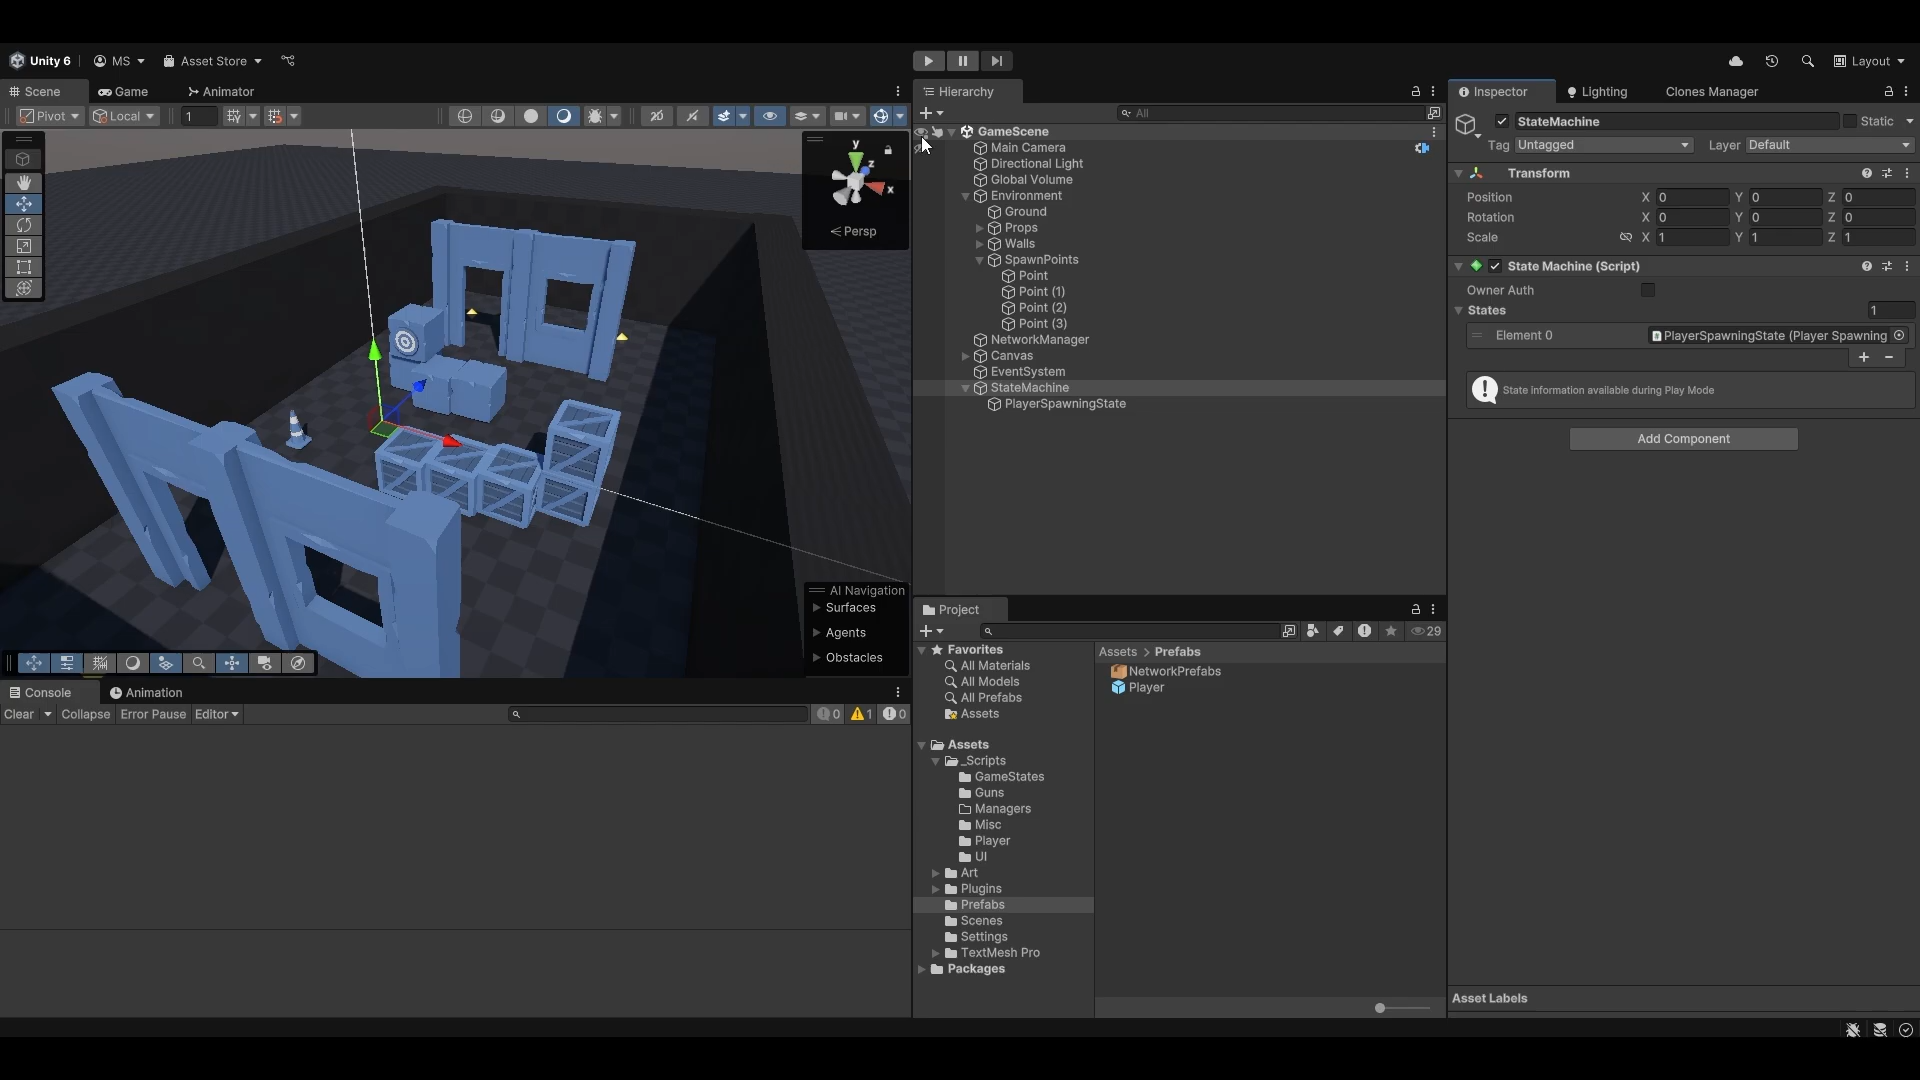 Unity 6 MS Asset Store Layout
Scene Game Animator
Pivot Local 1 2D
y
z
x
< Persp
AI Navigation
Surfaces
Agents
Obstacles
Console Animation
Clear Collapse Error Pause Editor 0 1 0
Hierarchy
All
GameScene
Main Camera
Directional Light
Global Volume
Environment
Ground
Props
Walls
SpawnPoints
Point
Point (1)
Point (2)
Point (3)
NetworkManager
Canvas
EventSystem
StateMachine
PlayerSpawningState
Project
29
Favorites
All Materials
All Models
All Prefabs
Assets
Assets
_Scripts
GameStates
Guns
Managers
Misc
Player
UI
Art
Plugins
Prefabs
Scenes
Settings
TextMesh Pro
Packages
Assets > Prefabs
NetworkPrefabs
Player
Inspector Lighting Clones Manager
StateMachine Static
Tag Untagged Layer Default
Transform
Position X 0 Y 0 Z 0
Rotation X 0 Y 0 Z 0
Scale X 1 Y 1 Z 1
State Machine (Script)
Owner Auth
States 1
Element 0 PlayerSpawningState (Player Spawning
State information available during Play Mode
Add Component
Asset Labels